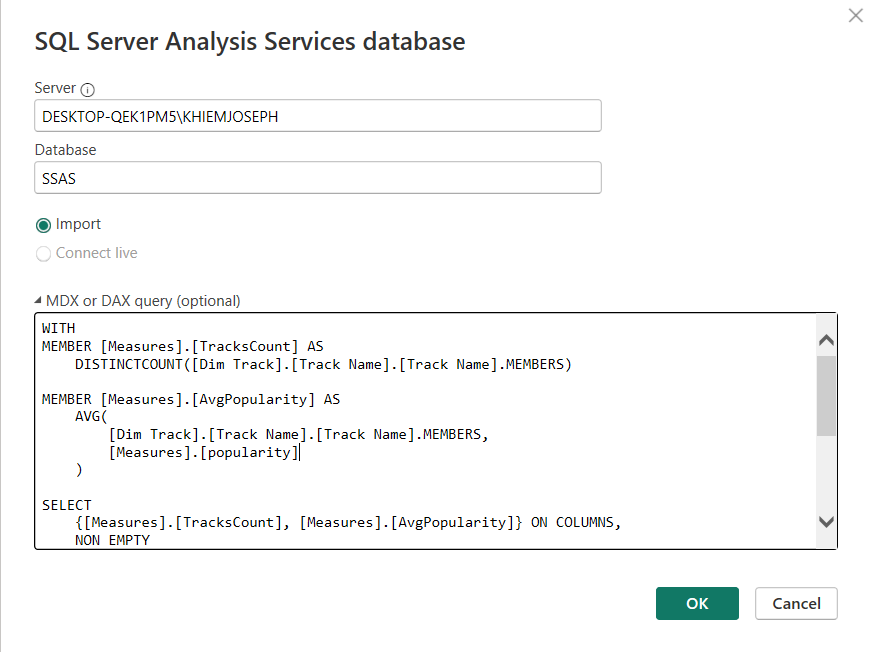 SQL Server Analysis Services database
Server
DESKTOP-QEK1PM5\KHIEMJOSEPH
Database
SSAS
Import
Connect live
MDX or DAX query (optional)
WITH
MEMBER [Measures].[TracksCount] AS
    DISTINCTCOUNT([Dim Track].[Track Name].[Track Name].MEMBERS)
MEMBER [Measures].[AvgPopularity] AS
    AVG(
        [Dim Track].[Track Name].[Track Name].MEMBERS,
        [Measures].[popularity]
    )
SELECT
    {[Measures].[TracksCount], [Measures].[AvgPopularity]} ON COLUMNS,
    NON EMPTY
OK Cancel